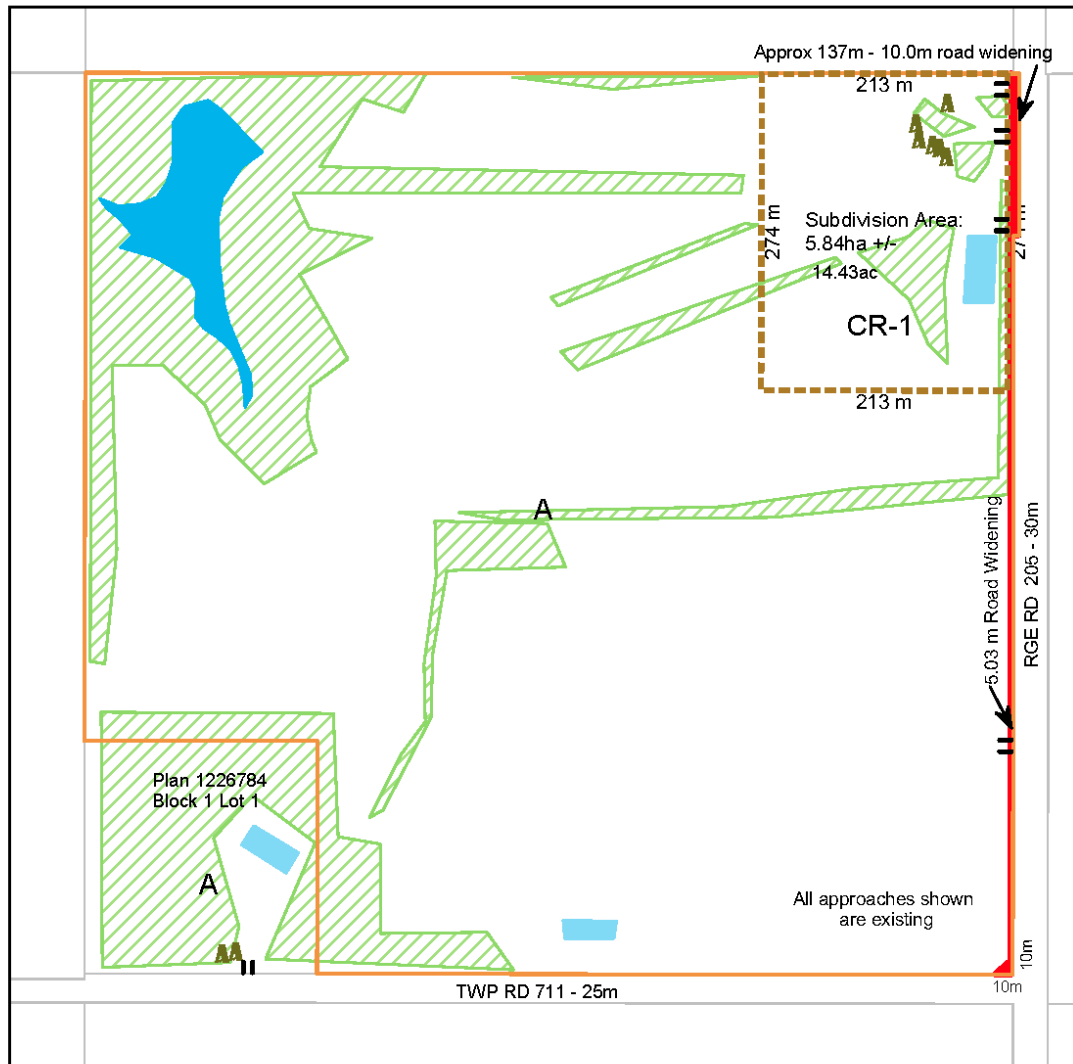 Approx 137m - 10.0m road widening
213 m
274 m
Subdivision Area:
5.84ha +/-
14.43ac
CR-1
213 m
A
5.03 m Road Widening
RGE RD 205 - 30m
Plan 1226784
Block 1 Lot 1
A
All approaches shown
are existing
10m
10m
TWP RD 711 - 25m